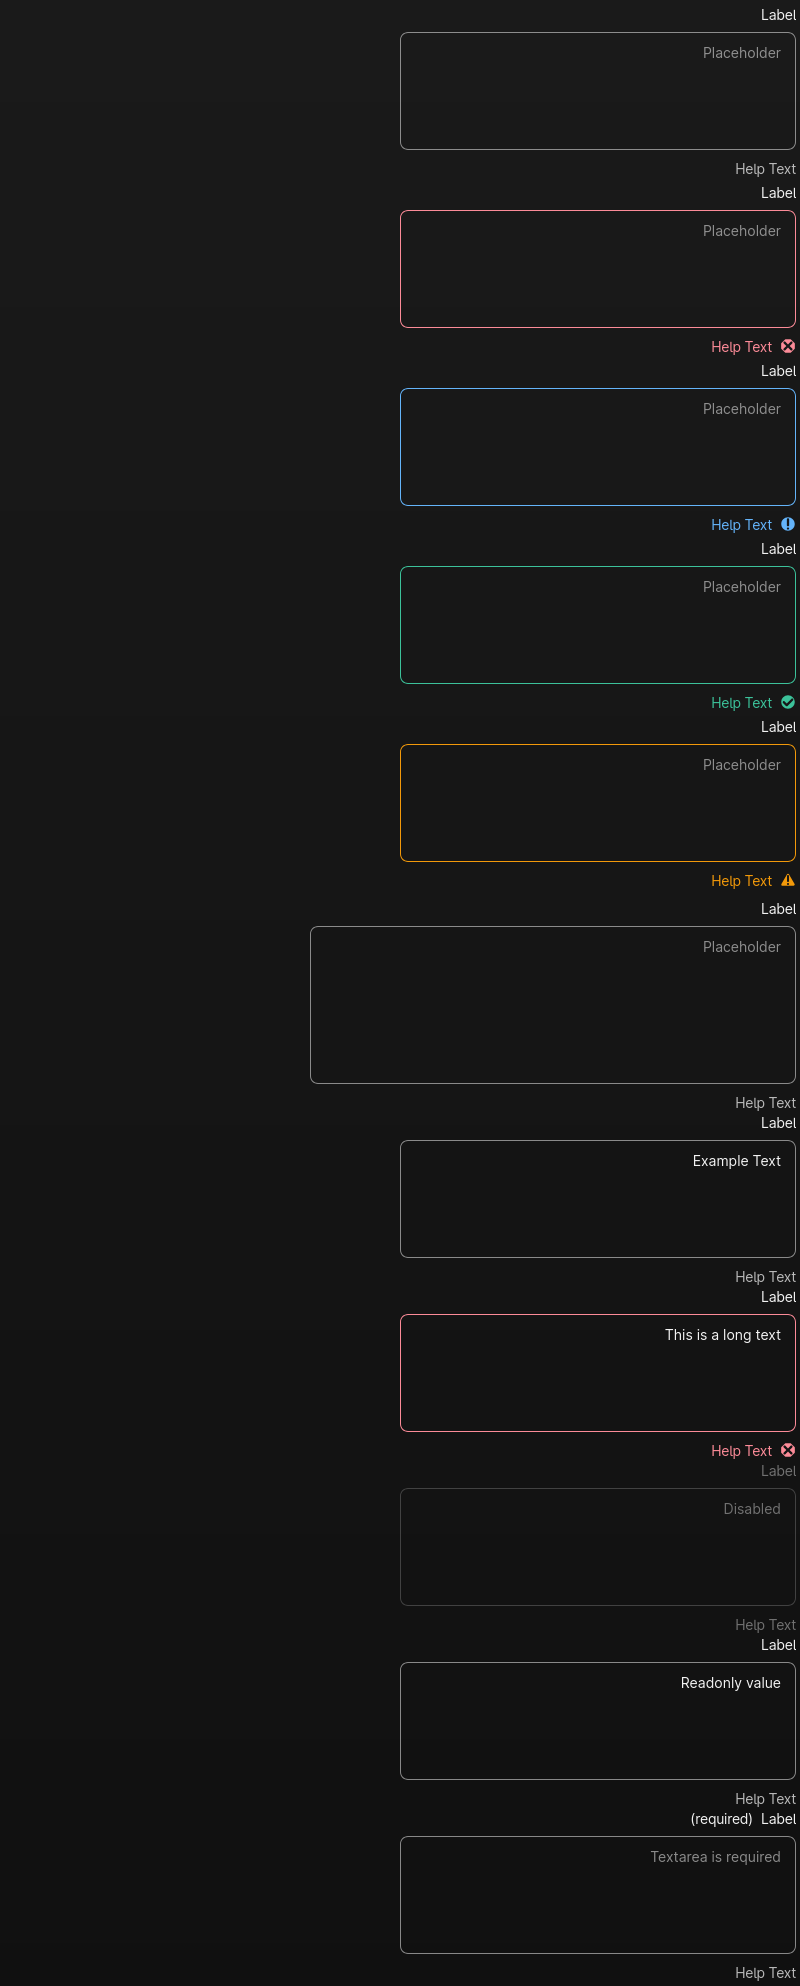 Label
Placeholder
Help Text
Label
Placeholder
Help Text
Label
Placeholder
Help Text
Label
Placeholder
Help Text
Label
Placeholder
Help Text
Label
Placeholder
Help Text
Label
Example Text
Help Text
Label
This is a long text
Help Text
Label
Disabled
Help Text
Label
Readonly value
Help Text
(required) Label
Textarea is required
Help Text